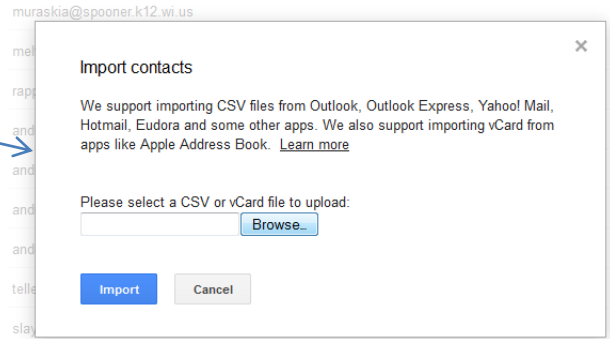 muraskia@spooner.k12.wi.us
Import contacts
We support importing CSV files from Outlook, Outlook Express, Yahoo! Mail,
Hotmail, Eudora and some other apps. We also support importing vCard from
apps like Apple Address Book. Learn more
Please select a CSV or vCard file to upload:
Browse...
Import Cancel